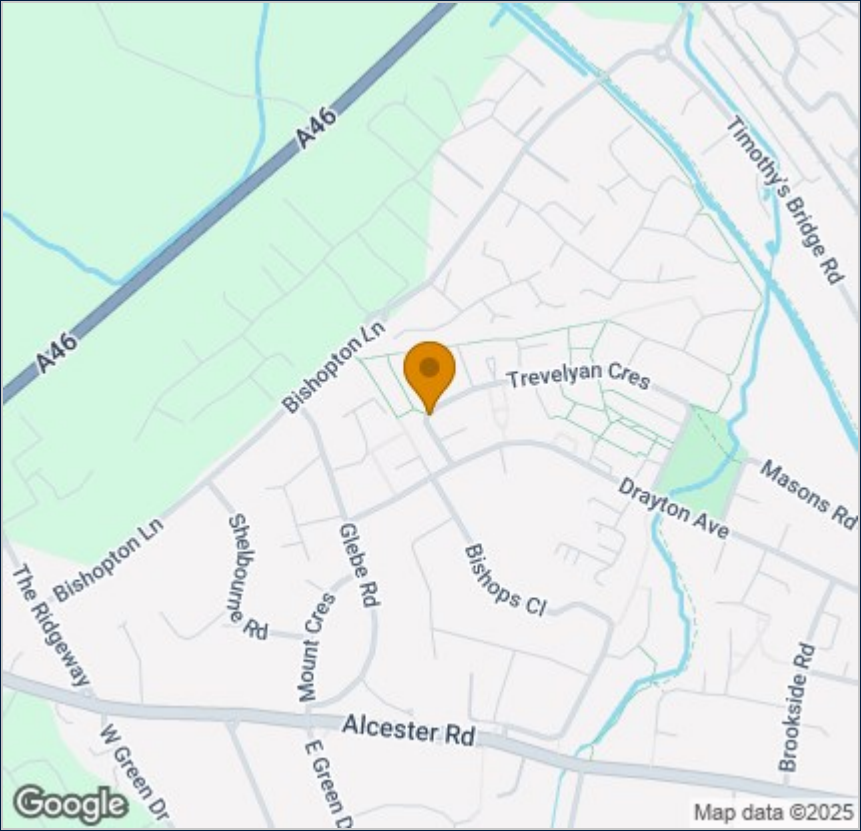 A46
Timothy's Bridge Rd
A46
Bishopton Ln
Trevelyan Cres
Masons Rd
Drayton Ave
Shelbourne Rd
Glebe Rd
Bishops Cl
Bishopton Ln
The Ridgeway
Mount Cres
Brookside Rd
Alcester Rd
W Green Dr
E Green D
Google
Map data ©2025